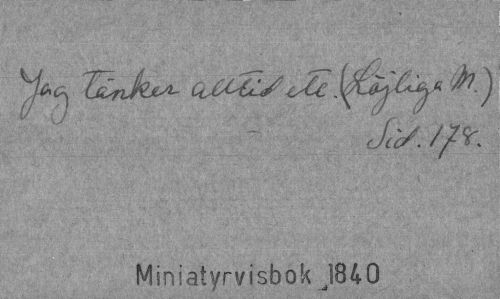 Jag tänker alltid etc. (Löjliga M.)
Sid. 178.
Miniatyrvisbok 1840